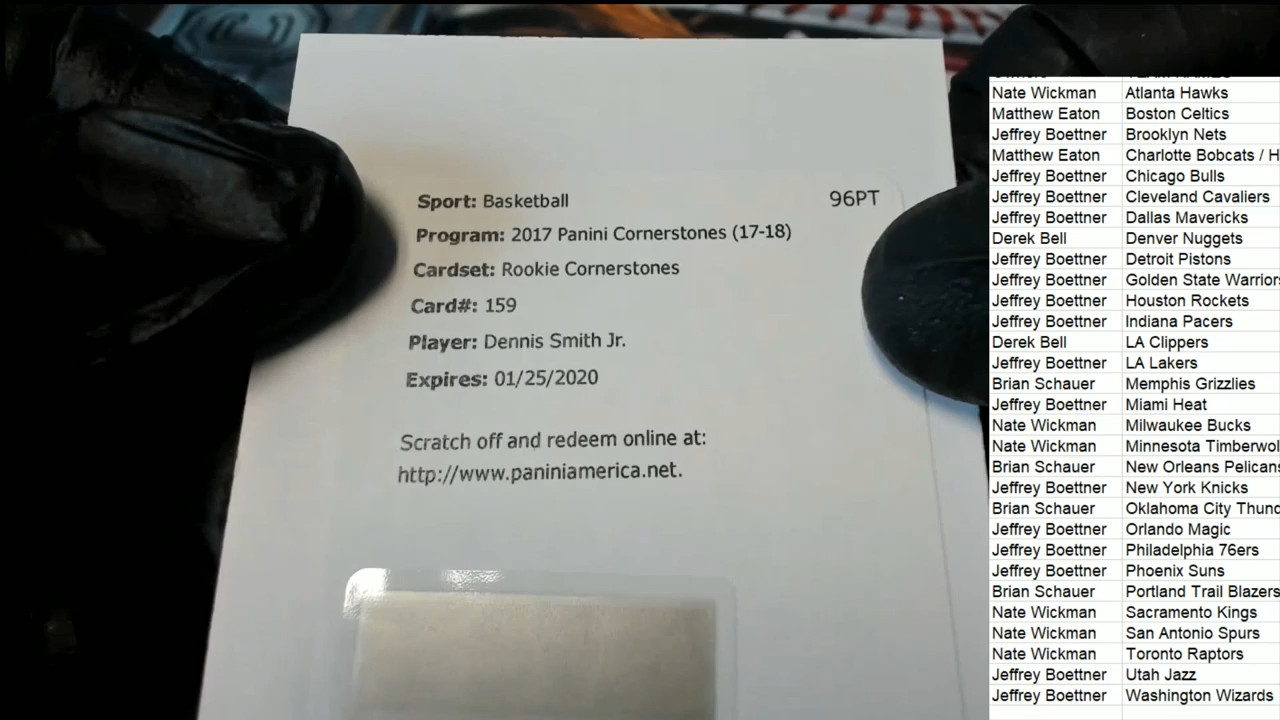 Sport: Basketball 96PT
Program: 2017 Panini Cornerstones (17-18)
Cardset: Rookie Cornerstones
Card#: 159
Player: Dennis Smith Jr.
Expires: 01/25/2020
Scratch off and redeem online at:
http://www.paniniamerica.net.
Nate Wickman Atlanta Hawks
Matthew Eaton Boston Celtics
Jeffrey Boettner Brooklyn Nets
Matthew Eaton Charlotte Bobcats / H
Jeffrey Boettner Chicago Bulls
Jeffrey Boettner Cleveland Cavaliers
Jeffrey Boettner Dallas Mavericks
Derek Bell Denver Nuggets
Jeffrey Boettner Detroit Pistons
Jeffrey Boettner Golden State Warriors
Jeffrey Boettner Houston Rockets
Jeffrey Boettner Indiana Pacers
Derek Bell LA Clippers
Jeffrey Boettner LA Lakers
Brian Schauer Memphis Grizzlies
Jeffrey Boettner Miami Heat
Nate Wickman Milwaukee Bucks
Nate Wickman Minnesota Timberwol
Brian Schauer New Orleans Pelicans
Jeffrey Boettner New York Knicks
Brian Schauer Oklahoma City Thund
Jeffrey Boettner Orlando Magic
Jeffrey Boettner Philadelphia 76ers
Jeffrey Boettner Phoenix Suns
Brian Schauer Portland Trail Blazers
Nate Wickman Sacramento Kings
Nate Wickman San Antonio Spurs
Nate Wickman Toronto Raptors
Jeffrey Boettner Utah Jazz
Jeffrey Boettner Washington Wizards